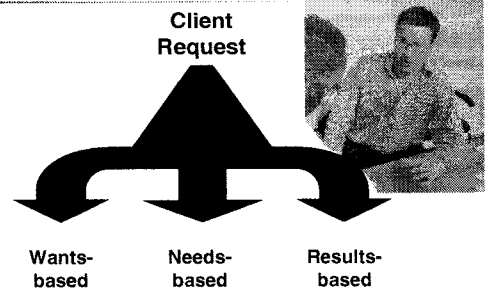 Client
Request
Wants-
based
Needs-
based
Results-
based